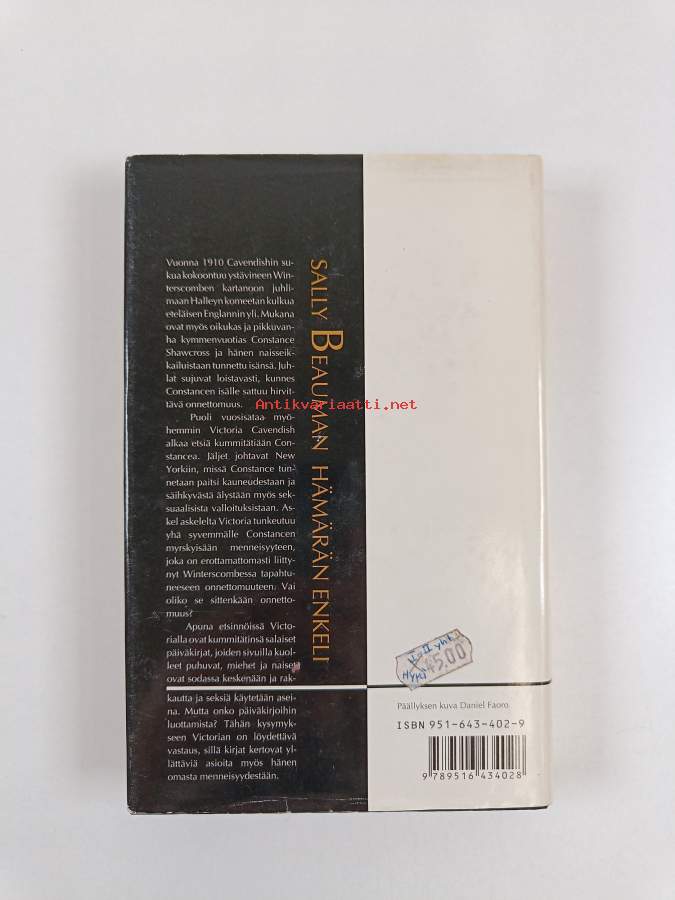 Vuonna 1910 Cavendishin su-
kua kokoontuu ystävineen Win-
terscomben kartanoon juhli-
maan Halleyn komeetan kulkua
eteläisen Englannin yli. Mukana
ovat myös oikukas ja pikkuvan-
ha kymmenvuotias Constance
Shawcross ja hänen naisseik-
kailuistaan tunnettu isänsä. Juh-
lat sujuvat loistavasti, kunnes
Constancen isälle sattuu hirvit-
tävä onnettomuus.
Puoli vuosisataa myö-
hemmin Victoria Cavendish
alkaa etsiä kummitätiään Con-
stancea. Jäljet johtavat New
Yorkiin, missä Constance tun-
netaan paitsi kauneudestaan ja
säihkyvästä älystään myös sek-
suaalisista valloituksistaan. As-
kel askelelta Victoria tunkeutuu
yhä syvemmälle Constancen
myrskyisään menneisyyteen,
joka on erottamattomasti liitty-
nyt Winterscombessa tapahtu-
neeseen onnettomuuteen. Vai
oliko se sittenkään onnetto-
muus?
Apuna etsinnöissä Victo-
rialla ovat kummitätinsä salaiset
päiväkirjat, joiden sivuilla kuol-
leet puhuvat, miehet ja naiset
ovat sodassa keskenään ja rak-
kautta ja seksiä käytetään asei-
na. Mutta onko päiväkirjoihin
luottamista? Tähän kysymyk-
seen Victorian on löydettävä
vastaus, sillä kirjat kertovat yl-
lättäviä asioita myös hänen
omasta menneisyydestään.
SALLY BEAUMAN HÄMÄRÄN ENKELI
Antikvariaatti.net
45.00
Päällyksen kuva Daniel Faoro
ISBN 951-643-402-9
9 789516 434028